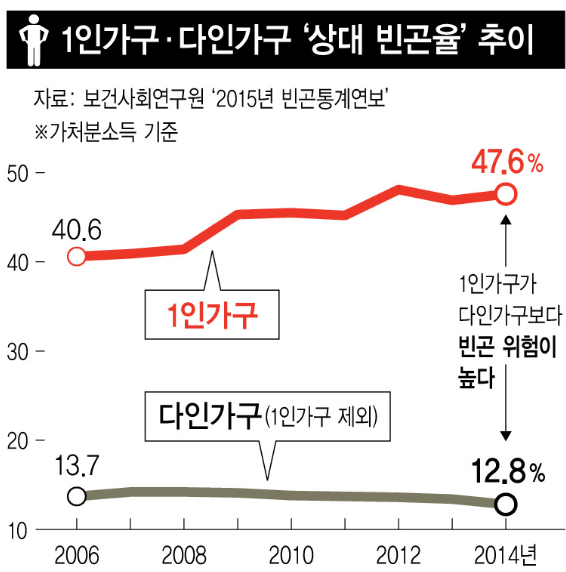 1인가구·다인가구 ‘상대 빈곤율’ 추이
자료: 보건사회연구원 ‘2015년 빈곤통계연보’
※가처분소득 기준
50
40
30
20
10
40.6
47.6%
1인가구
1인가구가
다인가구보다
빈곤 위험이
높다
다인가구(1인가구 제외)
13.7
12.8%
2006
2008
2010
2012
2014년